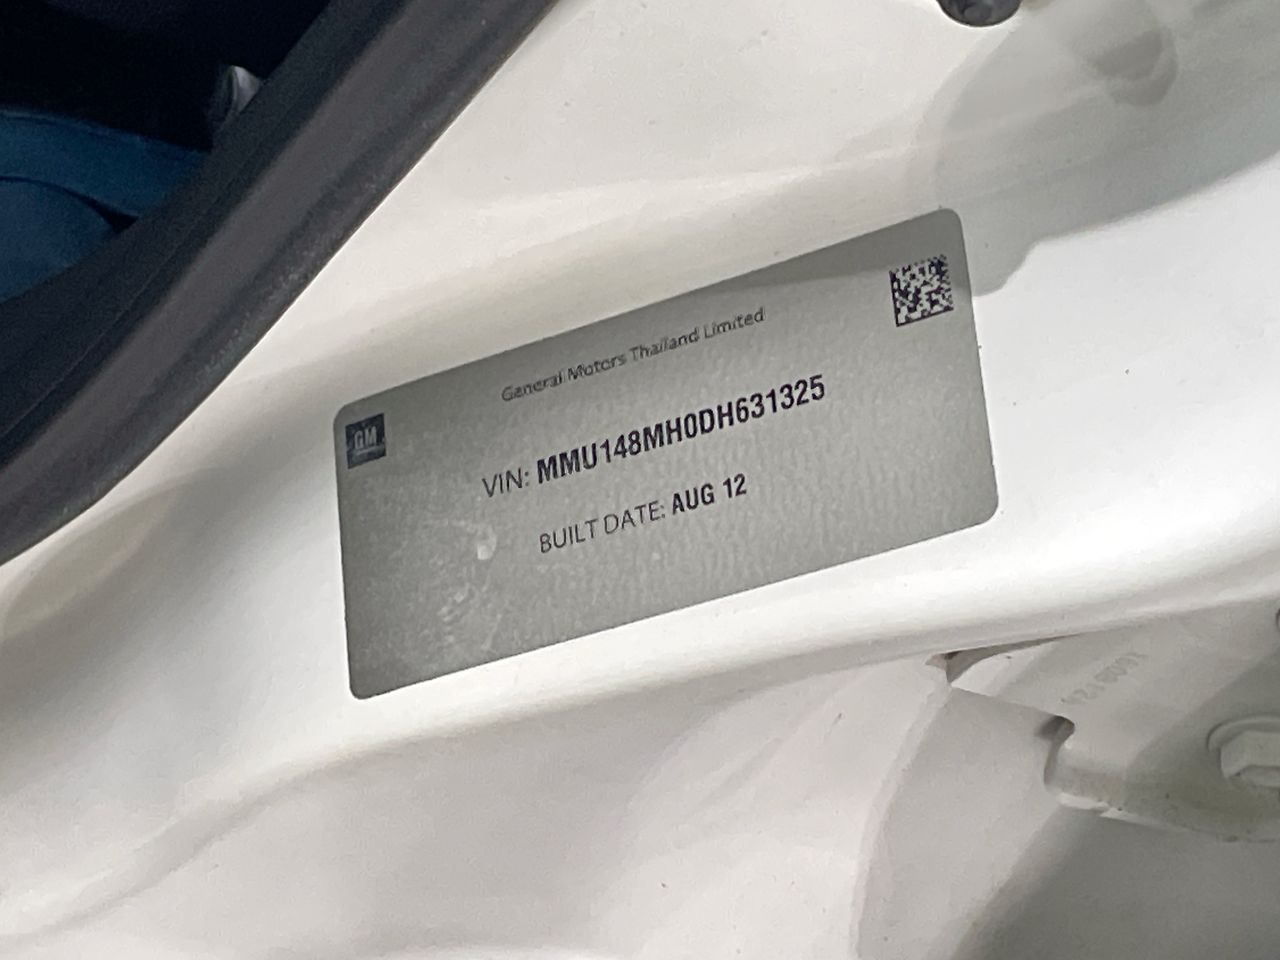 General Motors Thailand Limited
GM
VIN: MMU148MH0DH631325
BUILT DATE: AUG 12